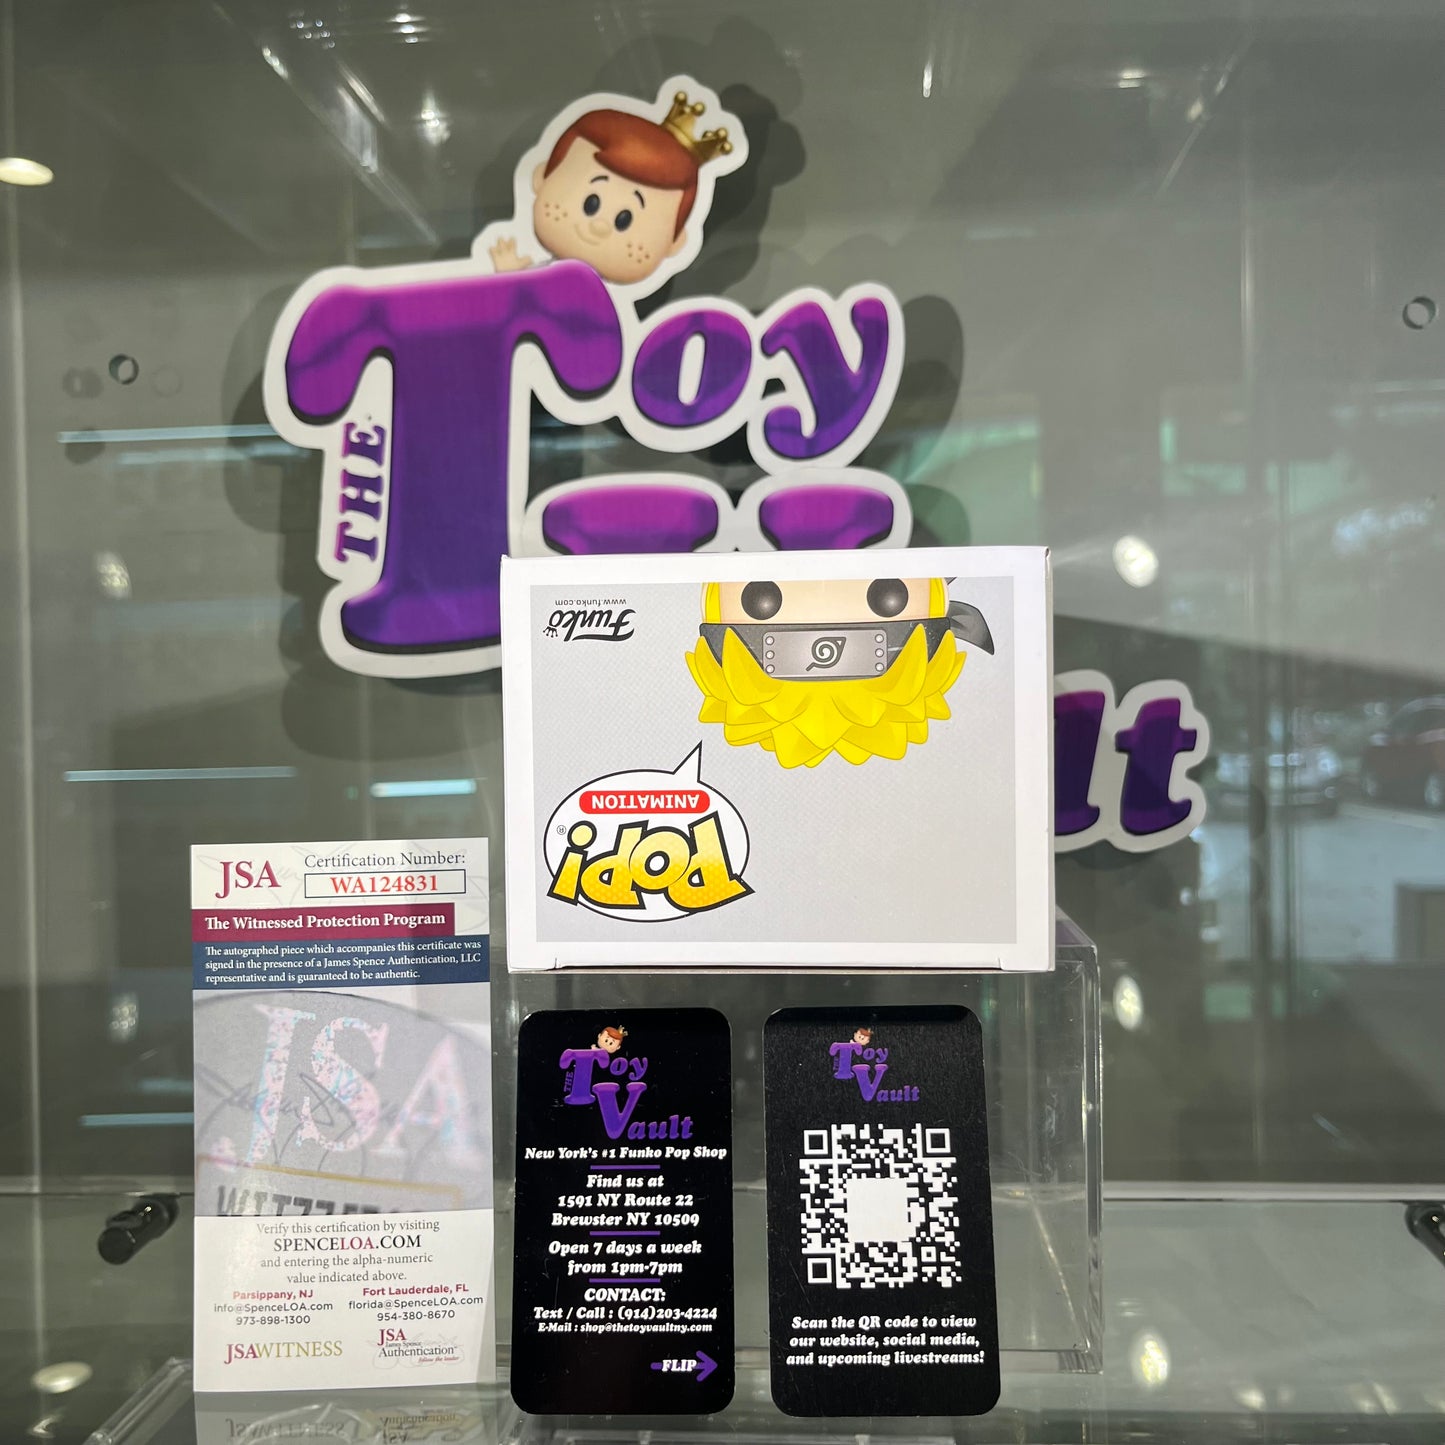 THE
Toy
V
lt
Funko
www.funko.com
ANIMATION
POP!
®
JSA
Certification Number:
WA124831
The Witnessed Protection Program
The autographed piece which accompanies this certificate was
signed in the presence of a James Spence Authentication, LLC
representative and is guaranteed to be authentic.
JSA
Verify this certification by visiting
SPENCELOA.COM
and entering the alpha-numeric
value indicated above.
Parsippany, NJ
info@SpenceLOA.com
973-898-1300
Fort Lauderdale, FL
florida@SpenceLOA.com
954-380-8670
JSAWITNESS
JSA
James Spence
Authentication
follow the leader
THE Toy
Vault
New York's #1 Funko Pop Shop
Find us at
1591 NY Route 22
Brewster NY 10509
Open 7 days a week
from 1pm-7pm
CONTACT:
Text / Call : (914)203-4224
E-Mail : shop@thetoyvaultny.com
FLIP
THE Toy
Vault
Scan the QR code to view
our website, social media,
and upcoming livestreams!